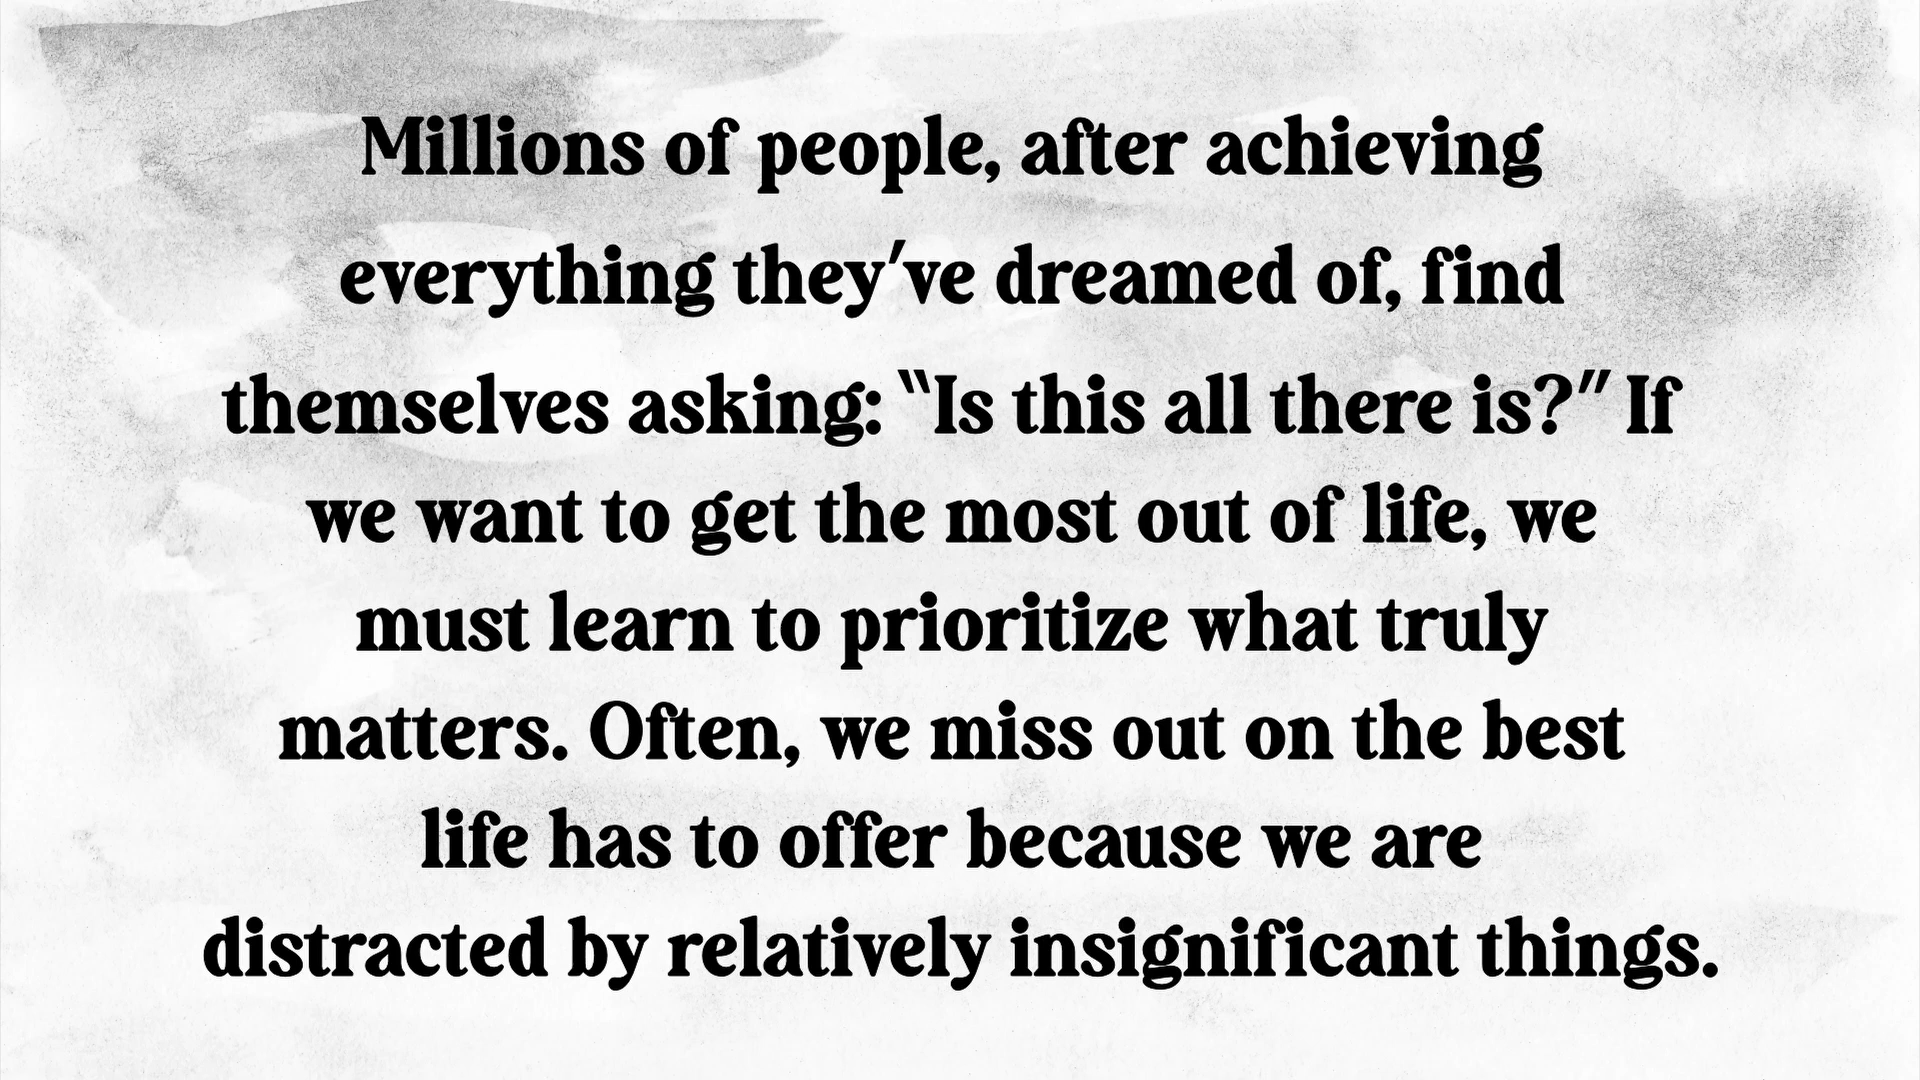 Millions of people, after achieving
everything they've dreamed of, find
themselves asking: “Is this all there is?” If
we want to get the most out of life, we
must learn to prioritize what truly
matters. Often, we miss out on the best
life has to offer because we are
distracted by relatively insignificant things.